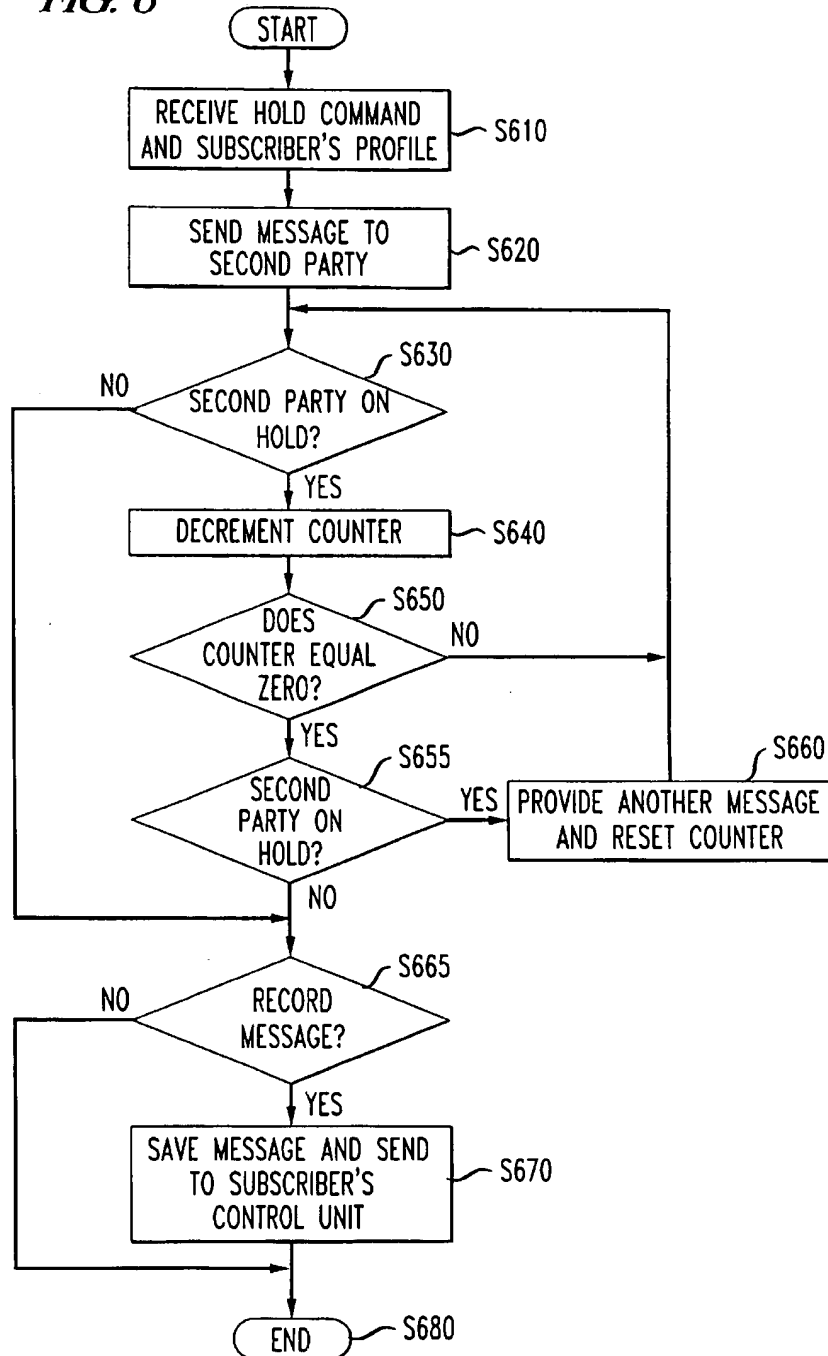 FIG. 6
START
RECEIVE HOLD COMMAND
AND SUBSCRIBER'S PROFILE
S610
SEND MESSAGE TO
SECOND PARTY
S620
S630
NO
SECOND PARTY ON
HOLD?
YES
DECREMENT COUNTER
S640
S650
DOES
COUNTER EQUAL
ZERO?
NO
YES
S655
SECOND
PARTY ON
HOLD?
YES
S660
PROVIDE ANOTHER MESSAGE
AND RESET COUNTER
NO
S665
NO
RECORD
MESSAGE?
YES
SAVE MESSAGE AND SEND
TO SUBSCRIBER'S
CONTROL UNIT
S670
END
S680